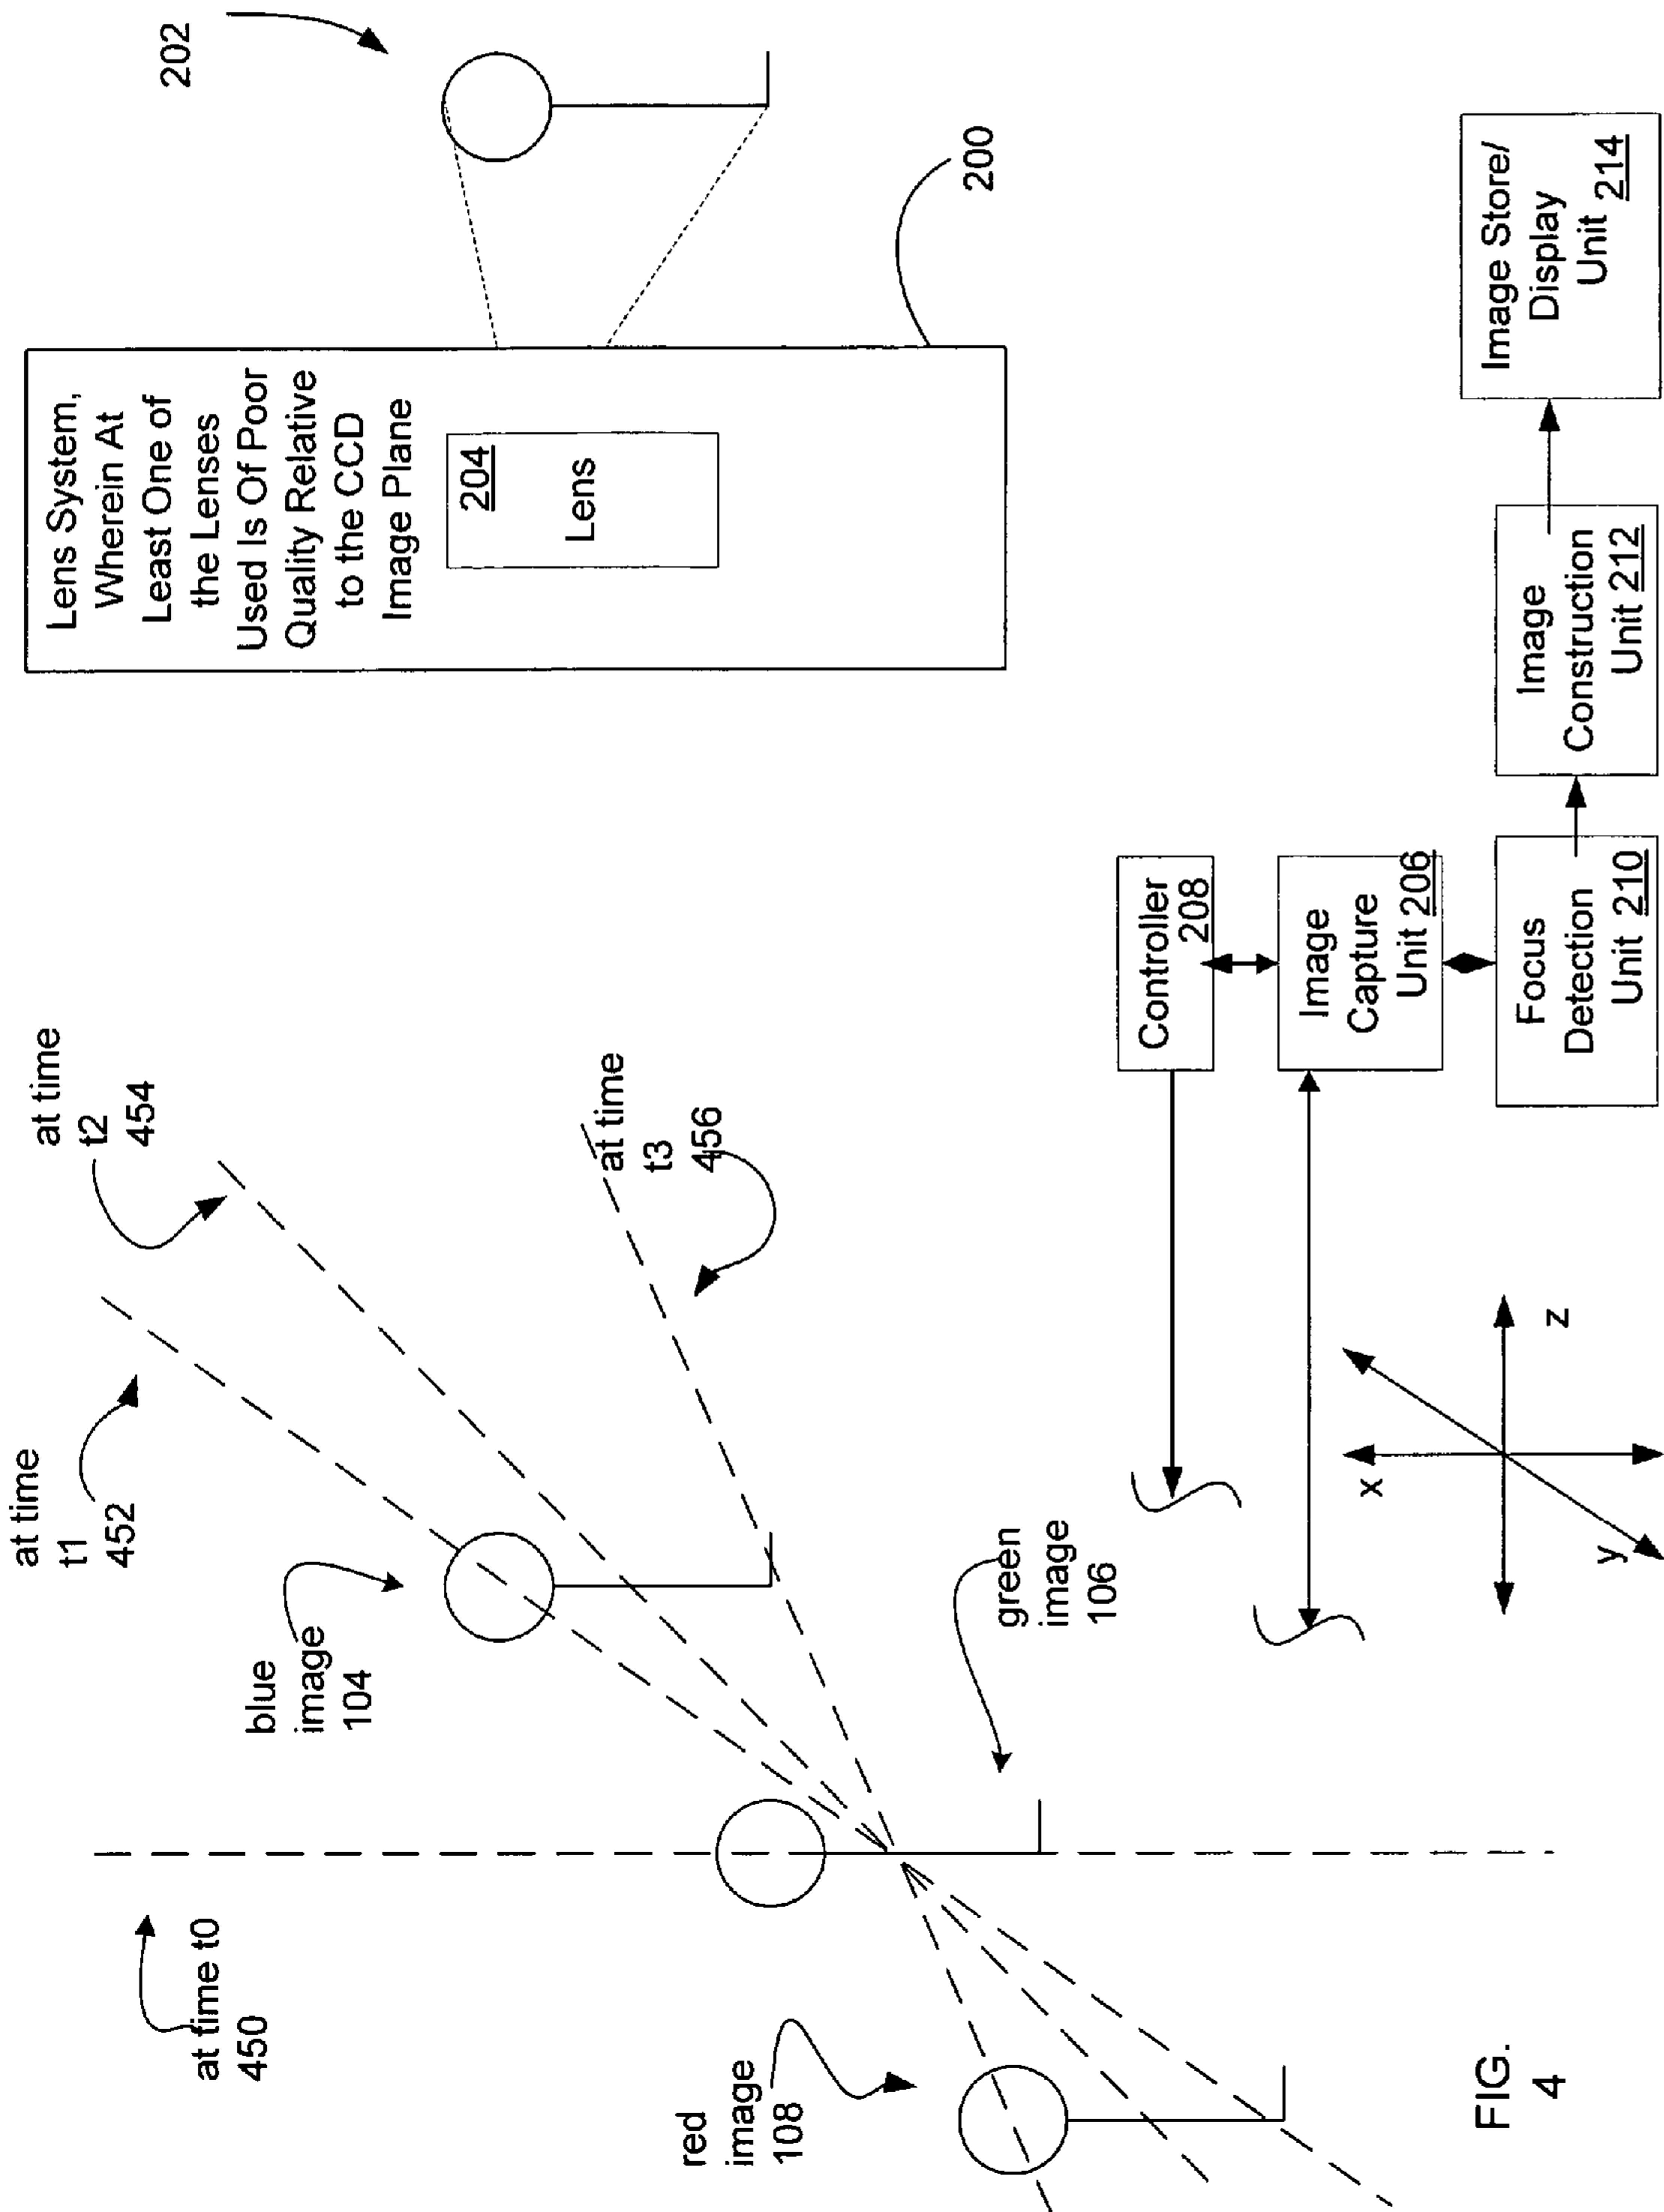 at time t0
450
at time
t1
452
at time
t2
454
at time
t3
456
red
image
108
blue
image
104
green
image
106
Lens System,
Wherein At
Least One of
the Lenses
Used Is Of Poor
Quality Relative
to the CCD
Image Plane
204
Lens
202
200
Controller
208
Image
Capture
Unit 206
Focus
Detection
Unit 210
Image
Construction
Unit 212
Image Store/
Display
Unit 214
x
y
z
FIG.
4